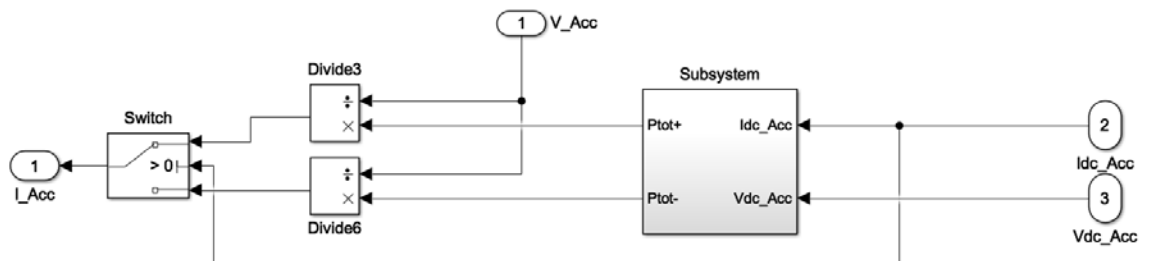 1
V_Acc
Divide3
÷
×
Subsystem
Switch
Ptot+
Idc_Acc
2
Idc_Acc
1
I_Acc
> 0
÷
×
Divide6
Ptot-
Vdc_Acc
3
Vdc_Acc